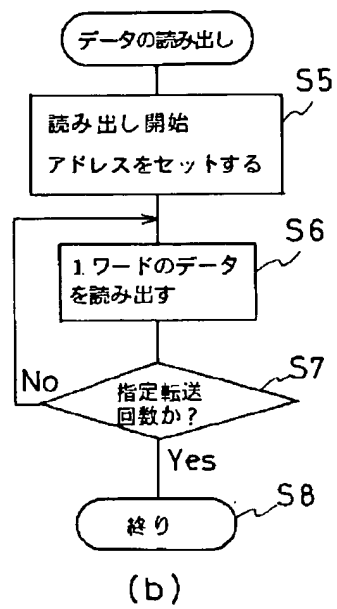 データの読み出し
S5
読み出し開始
アドレスをセットする
S6
1.ワードのデータ
を読み出す
S7
No
指定転送
回数か?
Yes
S8
終り
(b)